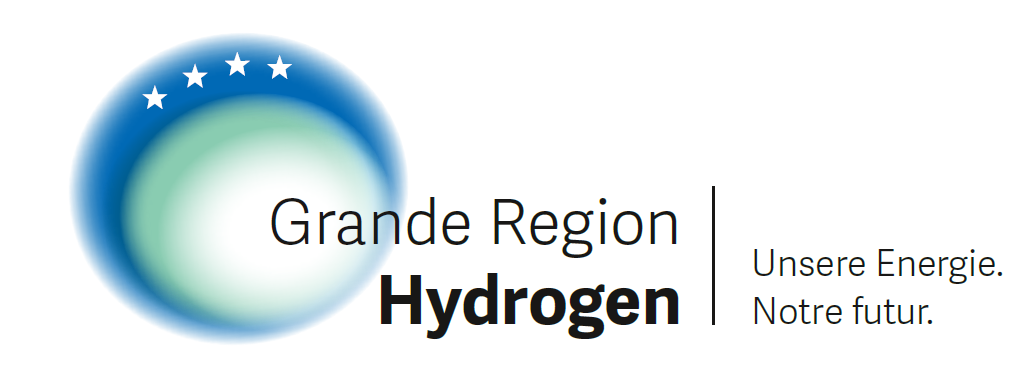 Grande Region
Hydrogen
Unsere Energie.
Notre futur.